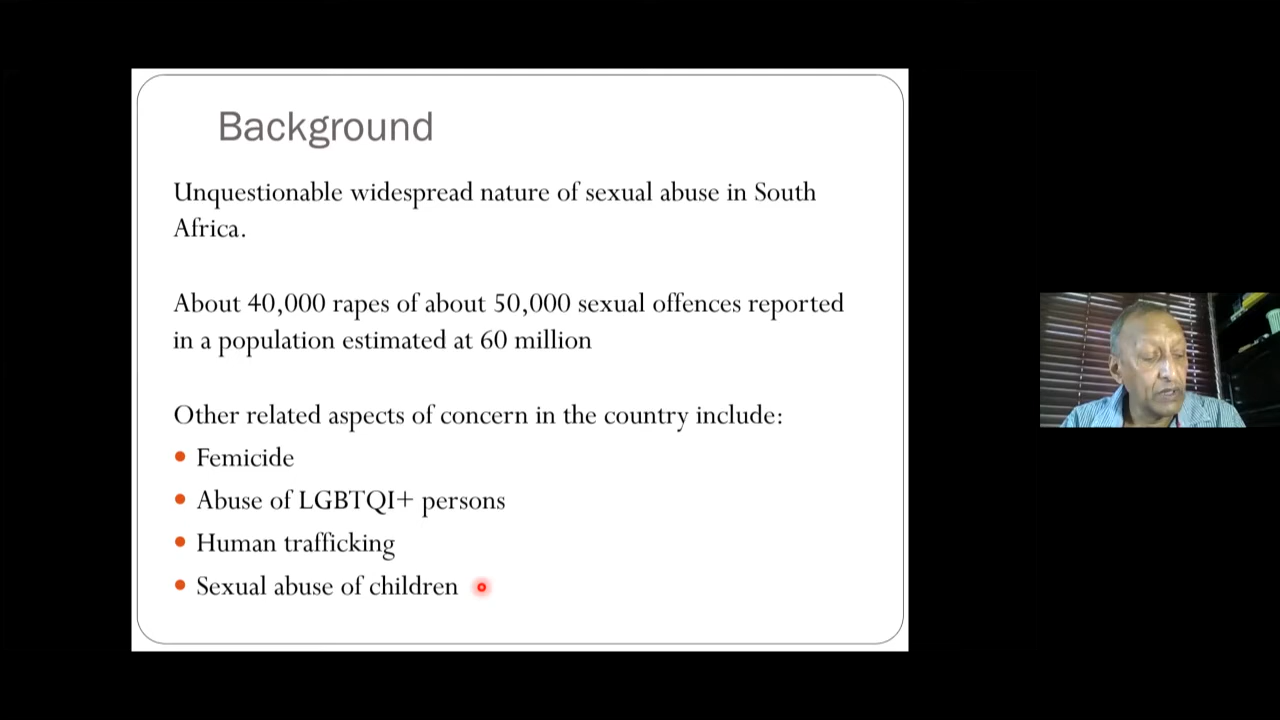 Background
Unquestionable widespread nature of sexual abuse in South
Africa.
About 40,000 rapes of about 50,000 sexual offences reported
in a population estimated at 60 million
Other related aspects of concern in the country include:
• Femicide
• Abuse of LGBTQI+ persons
• Human trafficking
• Sexual abuse of children